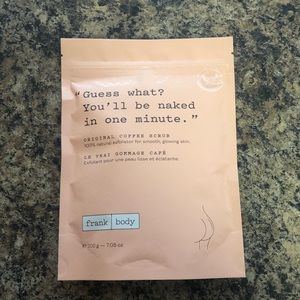 "Guess what?
You'll be naked
in one minute."
ORIGINAL COFFEE SCRUB
100% natural exfoliator for smooth, glowing skin.
LE VRAI GOMMAGE CAFÉ
Exfoliant pour une peau lisse et éclatante.
frank body
200g — 7.05 oz